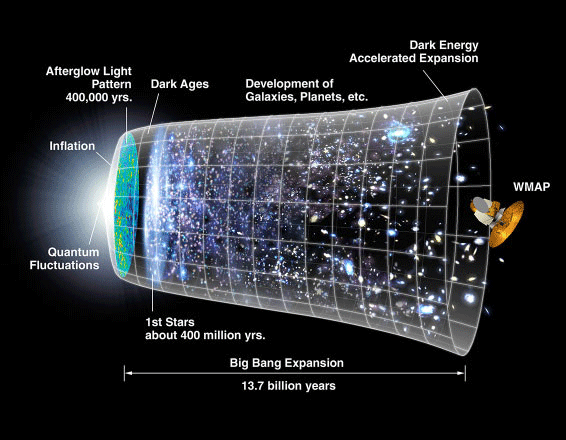 Dark Energy
Accelerated Expansion
Afterglow Light
Pattern
400,000 yrs.
Dark Ages
Development of
Galaxies, Planets, etc.
Inflation
WMAP
Quantum
Fluctuations
1st Stars
about 400 million yrs.
Big Bang Expansion
13.7 billion years